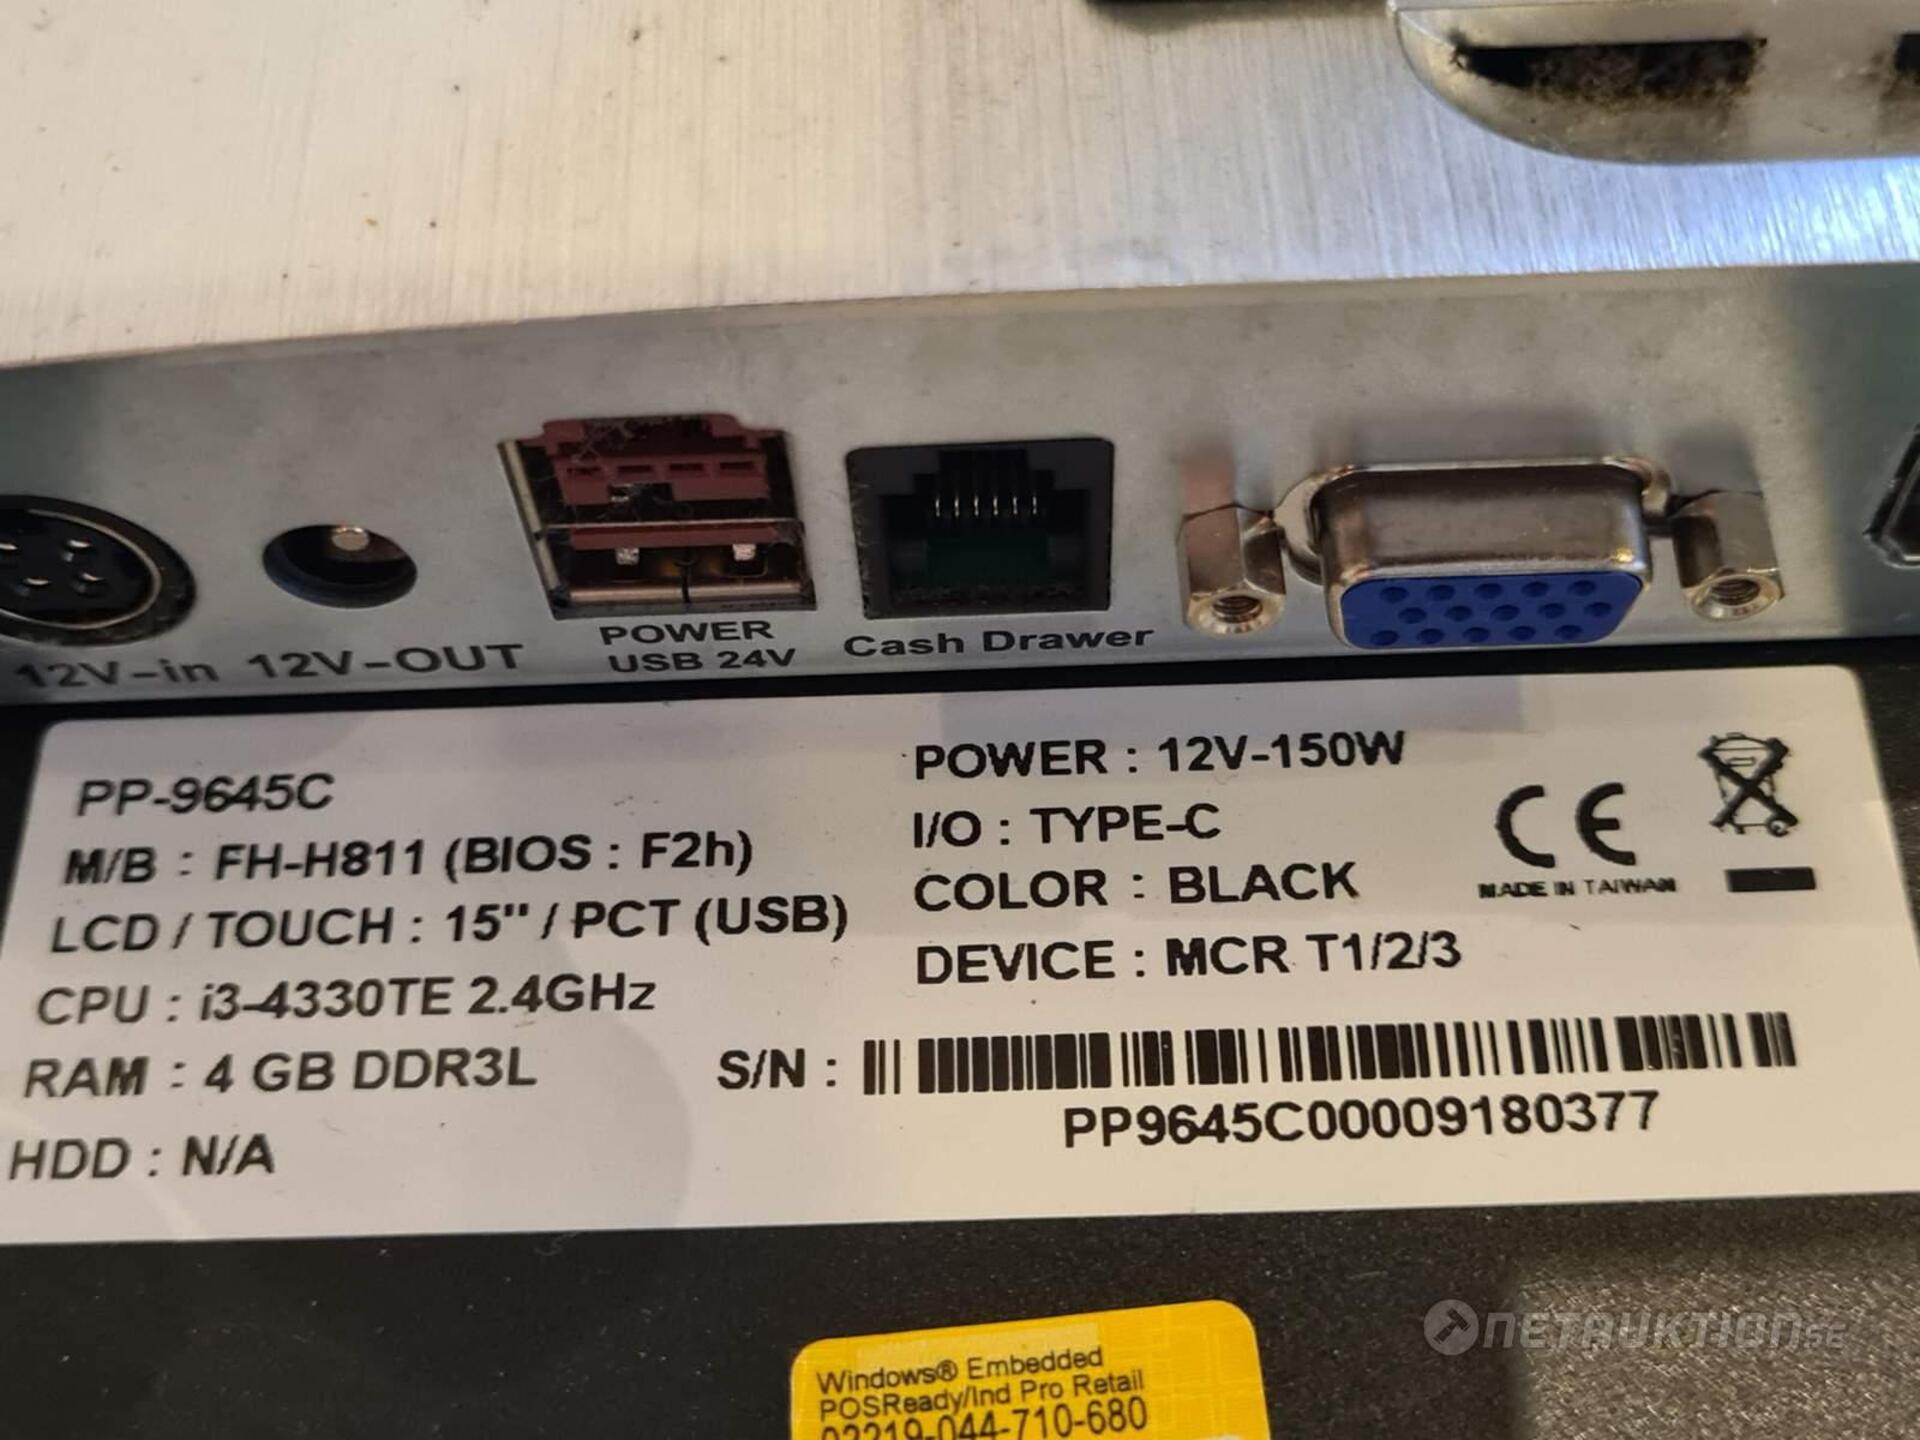 12V-in 12V-OUT
POWER
USB 24V
Cash Drawer
PP-9645C
M/B : FH-H811 (BIOS : F2h)
LCD / TOUCH : 15" / PCT (USB)
CPU : i3-4330TE 2.4GHz
RAM : 4 GB DDR3L
HDD : N/A
POWER : 12V-150W
I/O : TYPE-C
COLOR : BLACK
DEVICE : MCR T1/2/3
CE
MADE IN TAIWAN
S/N :
PP9645C00009180377
Windows® Embedded
POSReady/Ind Pro Retail
02219-044-710-680
NETAUKTION.SE